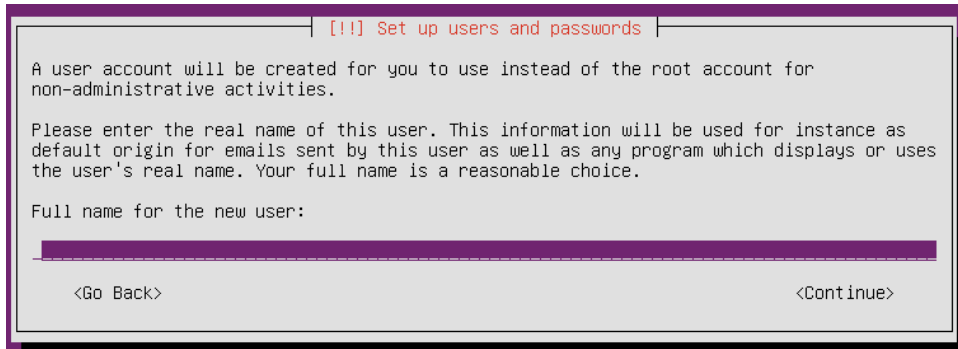 [!!] Set up users and passwords
A user account will be created for you to use instead of the root account for
non-administrative activities.
Please enter the real name of this user. This information will be used for instance as
default origin for emails sent by this user as well as any program which displays or uses
the user's real name. Your full name is a reasonable choice.
Full name for the new user:
<Go Back> <Continue>